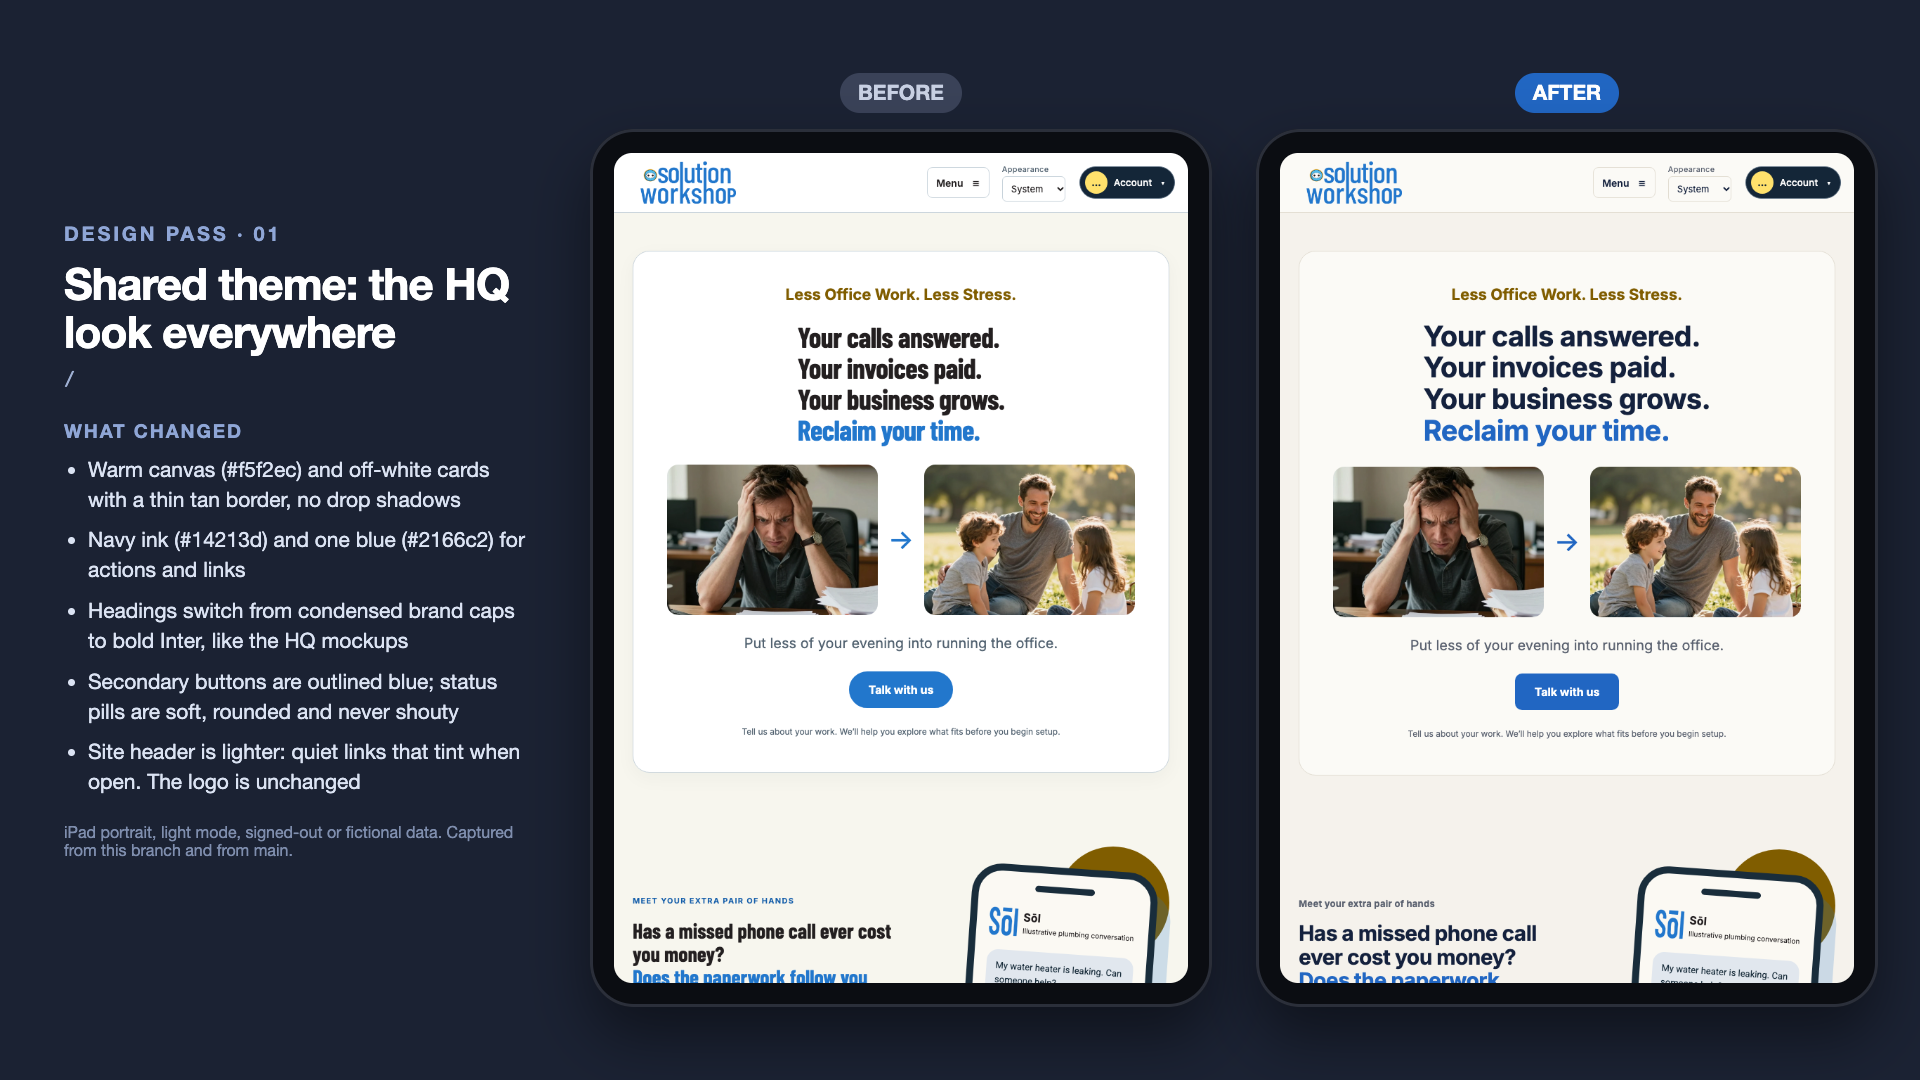 DESIGN PASS · 01
Shared theme: the HQ
look everywhere
/
WHAT CHANGED
• Warm canvas (#f5f2ec) and off-white cards
with a thin tan border, no drop shadows
• Navy ink (#14213d) and one blue (#2166c2) for
actions and links
• Headings switch from condensed brand caps
to bold Inter, like the HQ mockups
• Secondary buttons are outlined blue; status
pills are soft, rounded and never shouty
• Site header is lighter: quiet links that tint when
open. The logo is unchanged
iPad portrait, light mode, signed-out or fictional data. Captured
from this branch and from main.
BEFORE
solution
workshop
Menu ≡
Appearance
System
... Account
Less Office Work. Less Stress.
Your calls answered.
Your invoices paid.
Your business grows.
Reclaim your time.
→
Put less of your evening into running the office.
Talk with us
Tell us about your work. We'll help you explore what fits before you begin setup.
MEET YOUR EXTRA PAIR OF HANDS
Has a missed phone call ever cost
you money?
Does the paperwork follow you
Sōl
Sōl
Illustrative plumbing conversation
My water heater is leaking. Can
someone help?
AFTER
solution
workshop
Menu ≡
Appearance
System
... Account
Less Office Work. Less Stress.
Your calls answered.
Your invoices paid.
Your business grows.
Reclaim your time.
→
Put less of your evening into running the office.
Talk with us
Tell us about your work. We'll help you explore what fits before you begin setup.
Meet your extra pair of hands
Has a missed phone call
ever cost you money?
Does the paperwork
Sōl
Sōl
Illustrative plumbing conversation
My water heater is leaking. Can